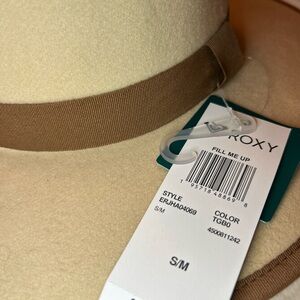 ROXY
FILL ME UP
STYLE
ERJHA04069
COLOR
TGB0
S/M
4500811242
S/M